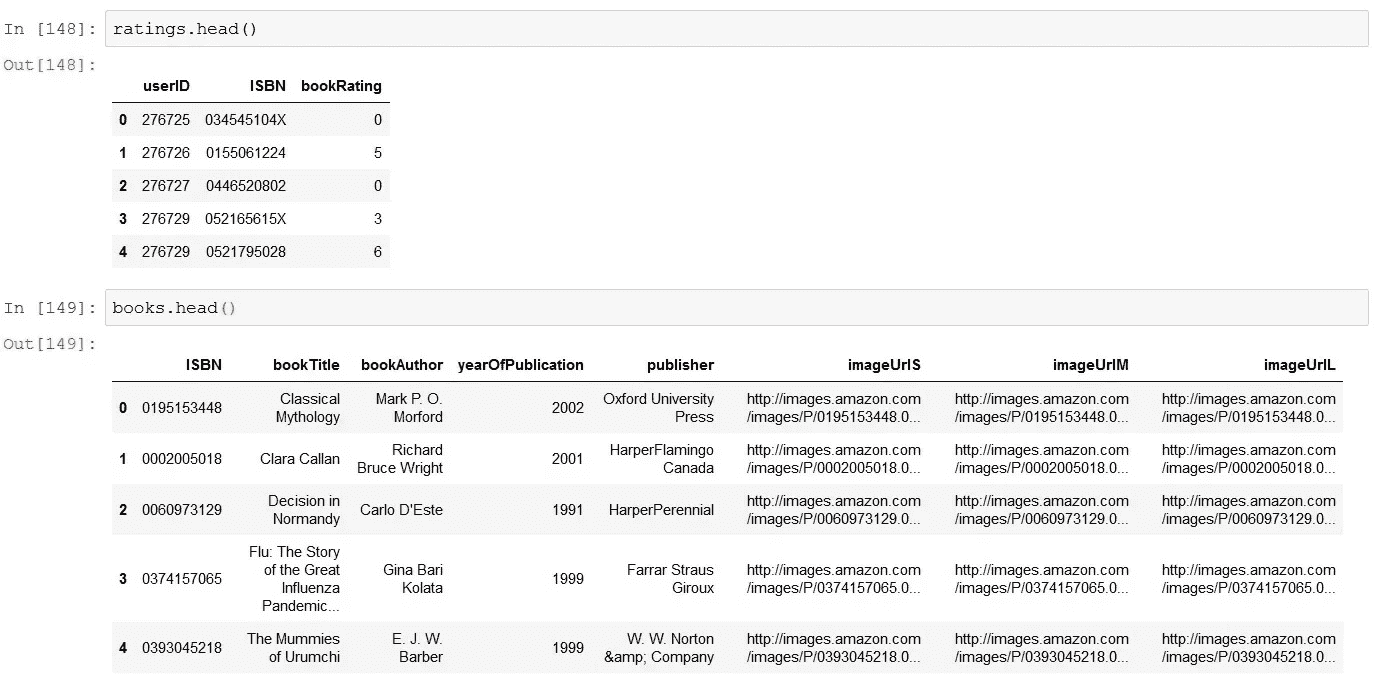 In [148]: ratings.head()
Out[148]:
userID ISBN bookRating
0 276725 034545104X 0
1 276726 0155061224 5
2 276727 0446520802 0
3 276729 052165615X 3
4 276729 0521795028 6
In [149]: books.head()
Out[149]:
ISBN bookTitle bookAuthor yearOfPublication publisher imageUrlS imageUrlM imageUrlL
Classical Mark P. O. Oxford University http://images.amazon.com http://images.amazon.com http://images.amazon.com
0 0195153448 2002
Mythology Morford Press /images/P/0195153448.0... /images/P/0195153448.0... /images/P/0195153448.0...
Richard HarperFlamingo http://images.amazon.com http://images.amazon.com http://images.amazon.com
1 0002005018 Clara Callan 2001
Bruce Wright Canada /images/P/0002005018.0... /images/P/0002005018.0... /images/P/0002005018.0...
Decision in http://images.amazon.com http://images.amazon.com http://images.amazon.com
2 0060973129 Carlo D'Este 1991 HarperPerennial
Normandy /images/P/0060973129.0... /images/P/0060973129.0... /images/P/0060973129.0...
Flu: The Story
of the Great Gina Bari Farrar Straus http://images.amazon.com http://images.amazon.com http://images.amazon.com
3 0374157065 1999
Influenza Kolata Giroux /images/P/0374157065.0... /images/P/0374157065.0... /images/P/0374157065.0...
Pandemic...
The Mummies E. J. W. W. W. Norton http://images.amazon.com http://images.amazon.com http://images.amazon.com
4 0393045218 1999
of Urumchi Barber &amp; Company /images/P/0393045218.0... /images/P/0393045218.0... /images/P/0393045218.0...